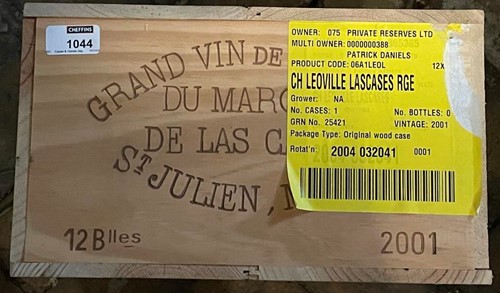 CHEFFINS
1044
GRAND VIN DE
DU MARQ
DE LAS C
ST JULIEN,
12 Blles
2001
OWNER: 075 PRIVATE RESERVES LTD
MULTI OWNER: 0000000388
PATRICK DANIELS
PRODUCT CODE: 06A1LEOL 12X
CH LEOVILLE LASCASES RGE
Grower: NA
No. CASES: 1 No. BOTTLES: 0
GRN No. 25421 VINTAGE: 2001
Package Type: Original wood case
Rotatn: 2004 032041 0001